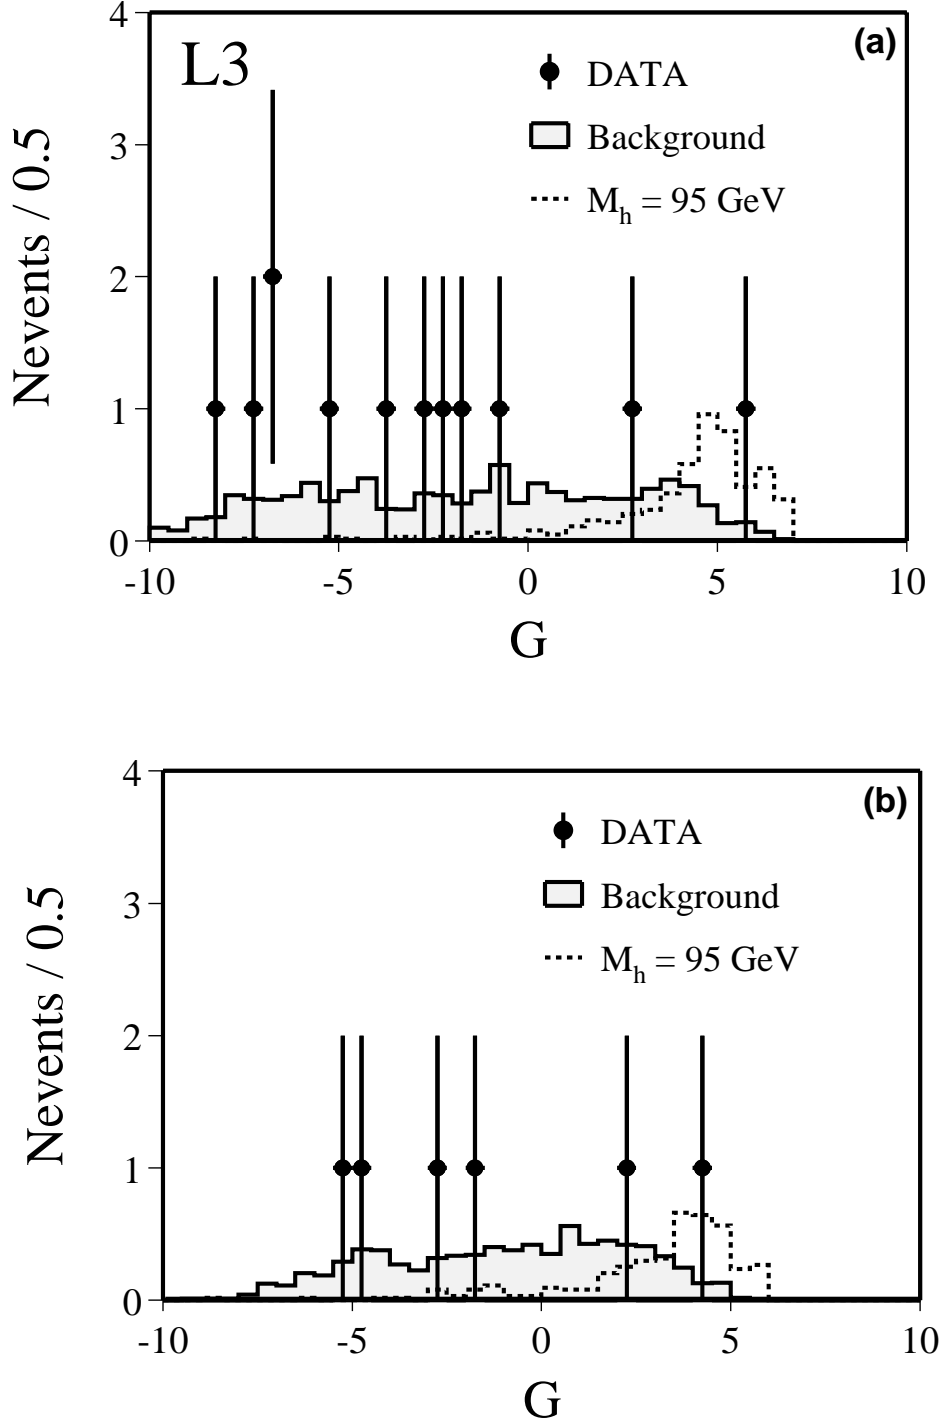 4
(a)
L3
DATA
3
Background
M_h = 95 GeV
Nevents / 0.5
2
1
0
-10 -5 0 5 10
G
4
(b)
DATA
3
Background
M_h = 95 GeV
Nevents / 0.5
2
1
0
-10 -5 0 5 10
G